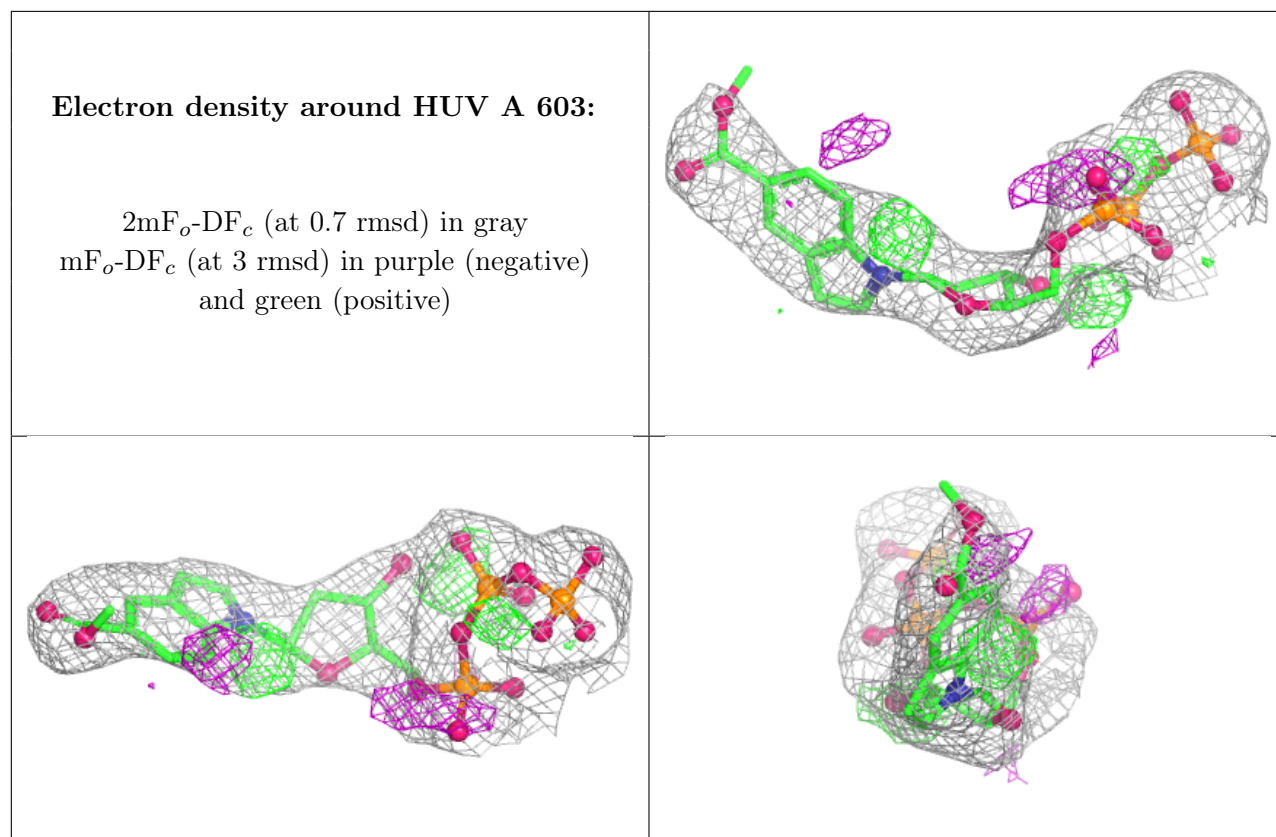 Electron density around HUV A 603:
2mFo-DFc (at 0.7 rmsd) in gray
mFo-DFc (at 3 rmsd) in purple (negative)
and green (positive)